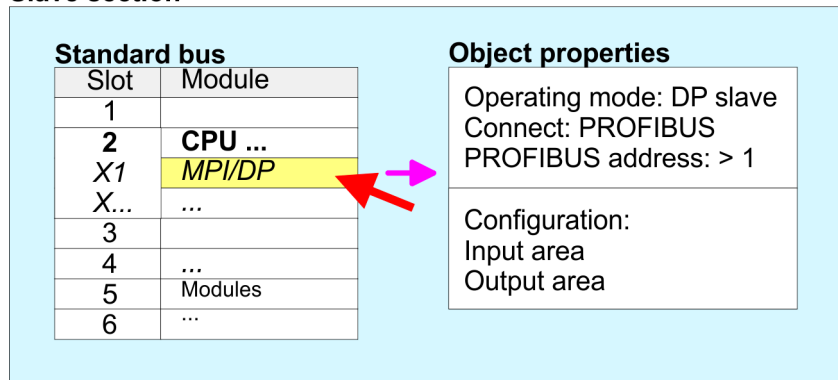 Standard bus
Slot Module
1
2 CPU ...
X1 MPI/DP
X... ...
3
4 ...
5 Modules
6 ...
Object properties
Operating mode: DP slave
Connect: PROFIBUS
PROFIBUS address: > 1
Configuration:
Input area
Output area